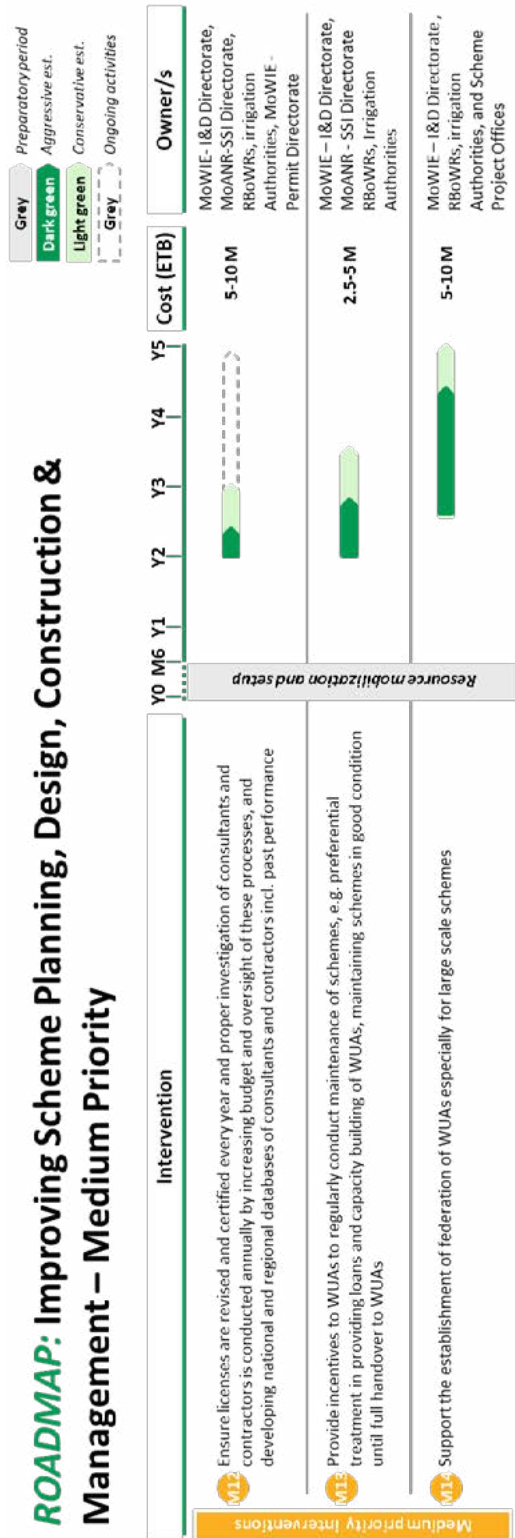 ROADMAP: Improving Scheme Planning, Design, Construction &
Management – Medium Priority
Grey Preparatory period
Dark green Aggressive est.
Light green Conservative est.
Grey Ongoing activities
Intervention
Y0 M6 Y1 Y2 Y3 Y4 Y5
Cost (ETB)
Owner/s
Medium priority Interventions
Resource mobilization and setup
M12 Ensure licenses are revised and certified every year and proper investigation of consultants and
contractors is conducted annually by increasing budget and oversight of these processes, and
developing national and regional databases of consultants and contractors incl. past performance
5-10 M
MoWIE- I&D Directorate,
MoANR-SSI Directorate,
RBoWRs, irrigation
Authorities, MoWIE -
Permit Directorate
M13 Provide incentives to WUAs to regularly conduct maintenance of schemes, e.g. preferential
treatment in providing loans and capacity building of WUAs, maintaining schemes in good condition
until full handover to WUAs
2.5-5 M
MoWIE – I&D Directorate,
MoANR - SSI Directorate
RBoWRs, Irrigation
Authorities
M14 Support the establishment of federation of WUAs especially for large scale schemes
5-10 M
MoWIE – I&D Directorate ,
RBoWRs, irrigation
Authorities, and Scheme
Project Offices